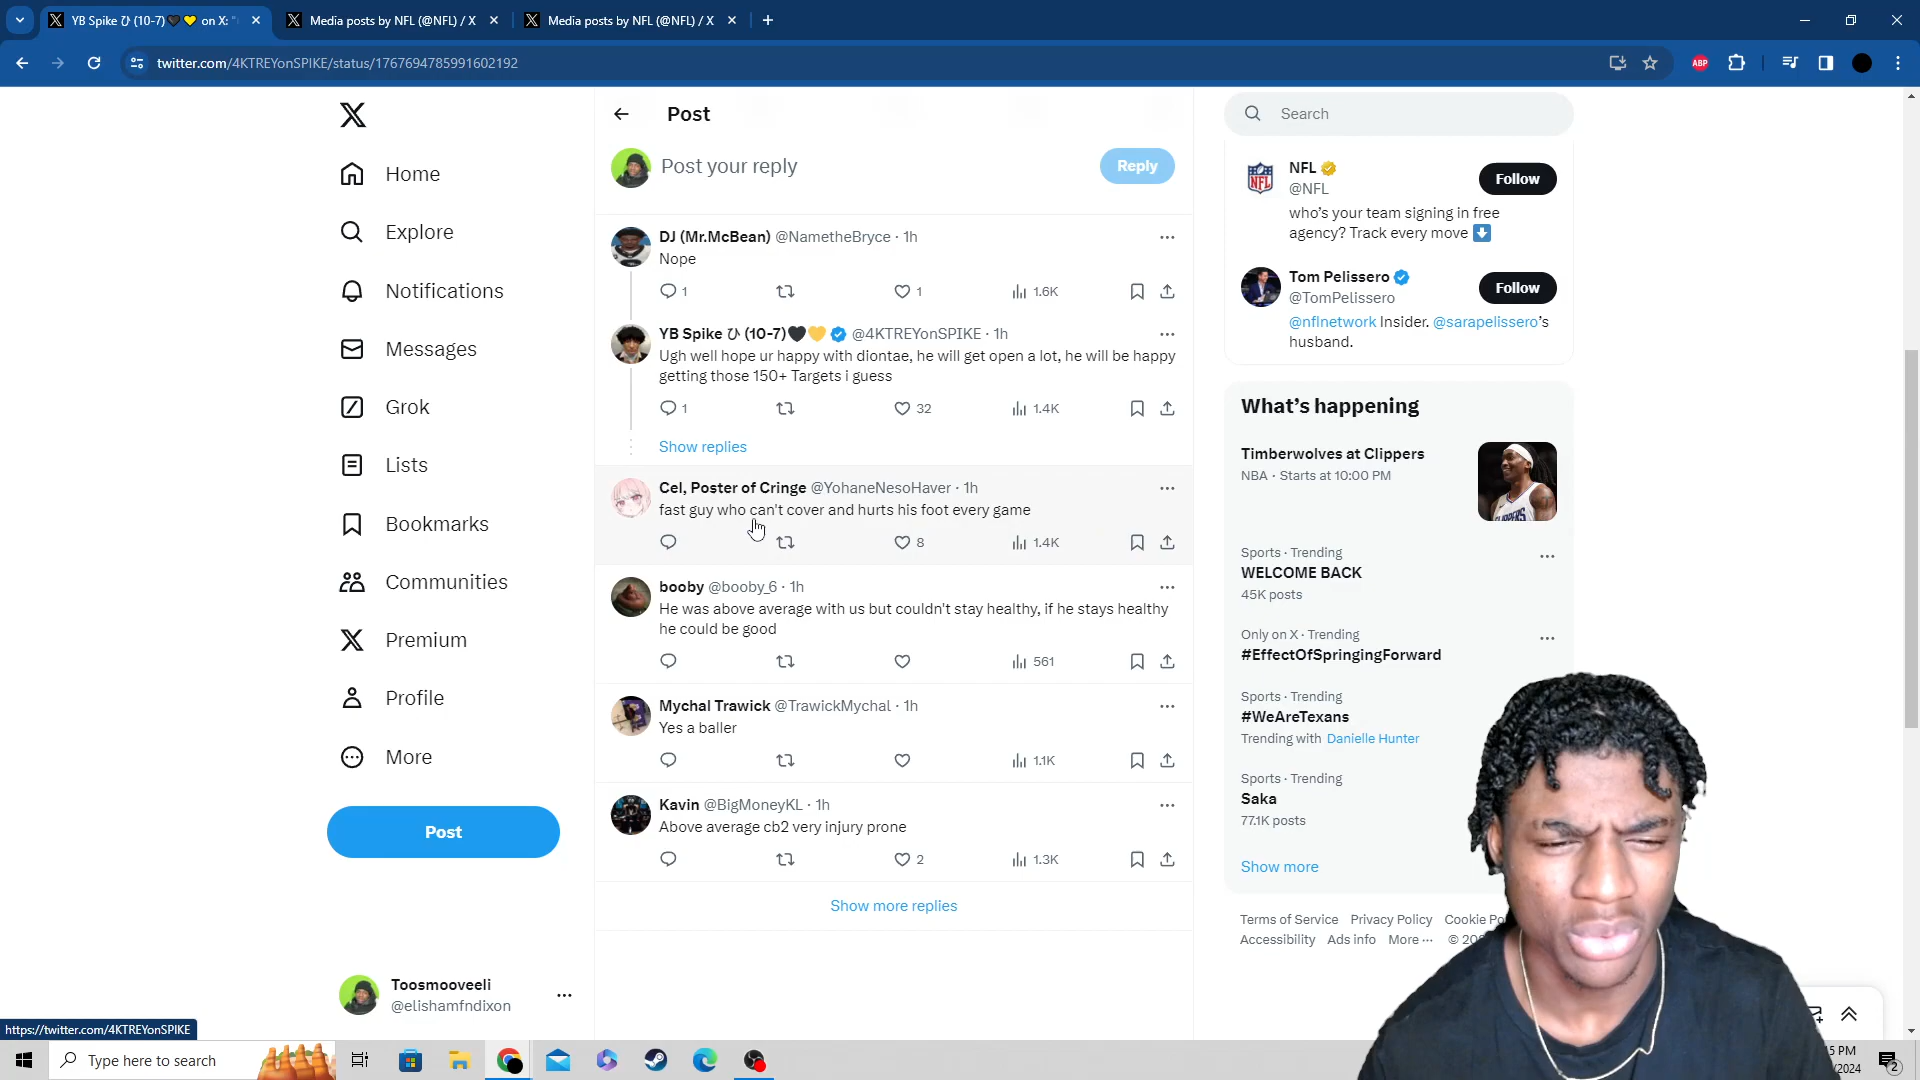 YB Spike ひ (10-7)🖤💛 on X: "
Media posts by NFL (@NFL) / X
Media posts by NFL (@NFL) / X
twitter.com/4KTREYonSPIKE/status/1767694785991602192
ABP
Home
Explore
Notifications
Messages
Grok
Lists
Bookmarks
Communities
Premium
Profile
More
Post
Toosmooveeli
@elishamfndixon
Post
Post your reply
Reply
DJ (Mr.McBean) @NametheBryce · 1h
Nope
1 1 1.6K
YB Spike ひ (10-7)🖤💛 @4KTREYonSPIKE · 1h
Ugh well hope ur happy with diontae, he will get open a lot, he will be happy
getting those 150+ Targets i guess
1 32 1.4K
Show replies
Cel, Poster of Cringe @YohaneNesoHaver · 1h
fast guy who can't cover and hurts his foot every game
8 1.4K
booby @booby_6 · 1h
He was above average with us but couldn't stay healthy, if he stays healthy
he could be good
561
Mychal Trawick @TrawickMychal · 1h
Yes a baller
1.1K
Kavin @BigMoneyKL · 1h
Above average cb2 very injury prone
2 1.3K
Show more replies
Search
NFL
@NFL
Follow
who's your team signing in free
agency? Track every move ⬇️
Tom Pelissero
@TomPelissero
Follow
@nflnetwork Insider. @sarapelissero's
husband.
What's happening
Timberwolves at Clippers
NBA · Starts at 10:00 PM
Sports · Trending
WELCOME BACK
45K posts
Only on X · Trending
#EffectOfSpringingForward
Sports · Trending
#WeAreTexans
Trending with Danielle Hunter
Sports · Trending
Saka
77.1K posts
Show more
Terms of Service Privacy Policy Cookie Po
Accessibility Ads info More ··· © 20
https://twitter.com/4KTREYonSPIKE
Type here to search
5 PM
/2024
2